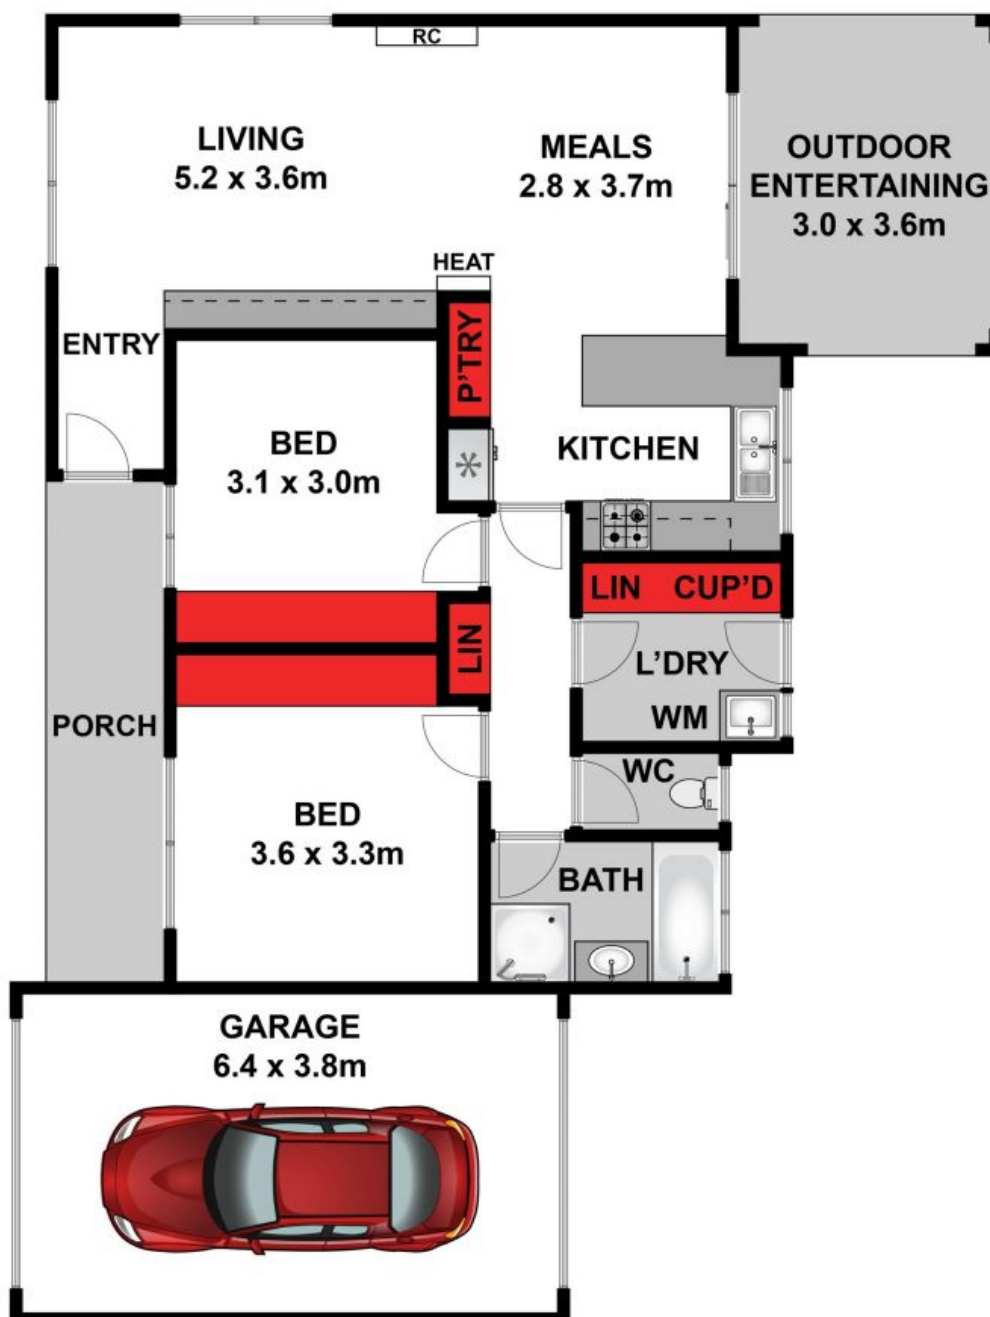 RC
LIVING
5.2 x 3.6m
MEALS
2.8 x 3.7m
OUTDOOR
ENTERTAINING
3.0 x 3.6m
HEAT
ENTRY
P'TRY
BED
3.1 x 3.0m
KITCHEN
LIN CUP'D
LIN
L'DRY
WM
PORCH
WC
BED
3.6 x 3.3m
BATH
GARAGE
6.4 x 3.8m